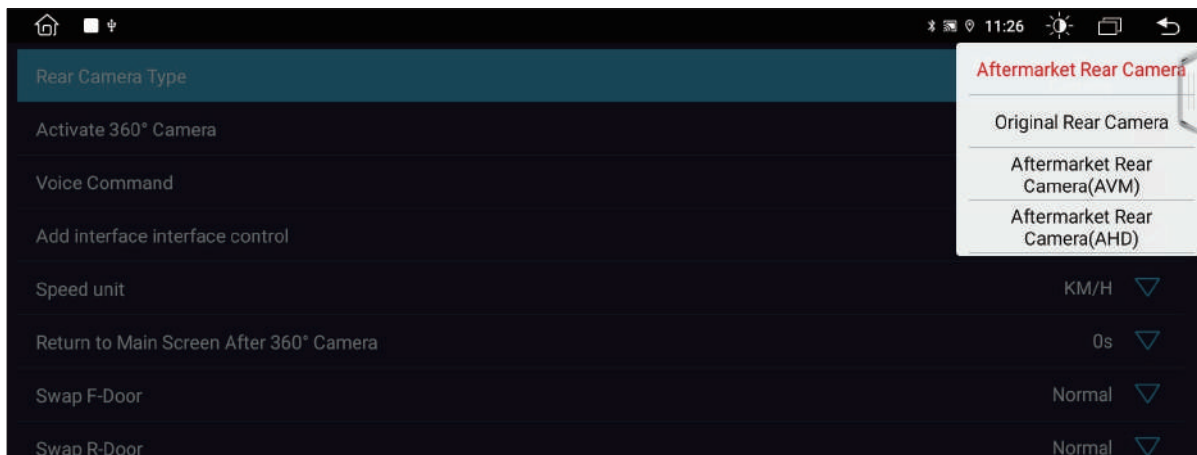 11:26
Rear Camera Type
Aftermarket Rear Camera
Activate 360° Camera
Original Rear Camera
Voice Command
Aftermarket Rear
Camera(AVM)
Add interface interface control
Aftermarket Rear
Camera(AHD)
Speed unit KM/H
Return to Main Screen After 360° Camera 0s
Swap F-Door Normal
Swap R-Door Normal